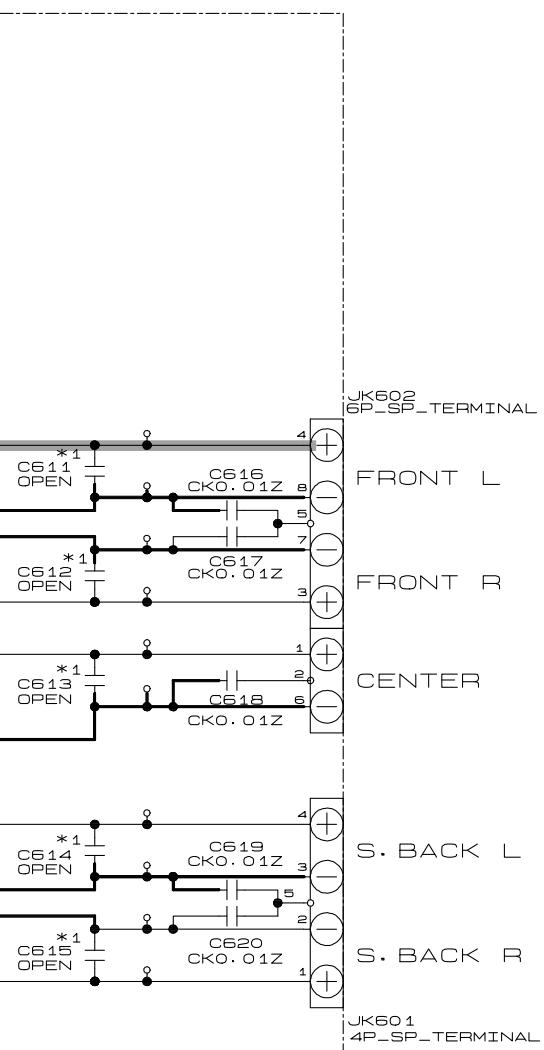 JK602
6P_SP_TERMINAL
4
*1
C611
OPEN
C616
CK0.01Z
8
FRONT L
5
7
*1
C612
OPEN
C617
CK0.01Z
3
FRONT R
1
*1
C613
OPEN
2
C618
CK0.01Z
6
CENTER
4
*1
C614
OPEN
C619
CK0.01Z
3
S.BACK L
5
2
*1
C615
OPEN
C620
CK0.01Z
1
S.BACK R
JK601
4P_SP_TERMINAL